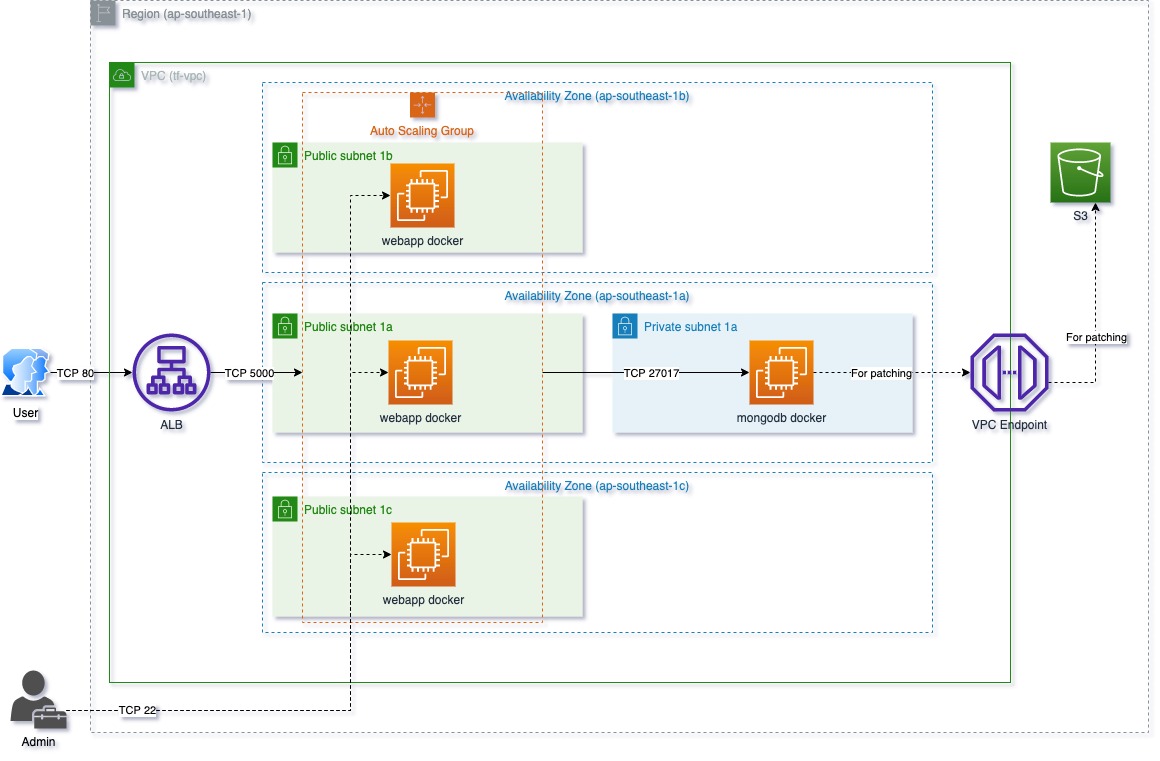 Region (ap-southeast-1)
VPC (tf-vpc)
Availability Zone (ap-southeast-1b)
Auto Scaling Group
Public subnet 1b
webapp docker
S3
Availability Zone (ap-southeast-1a)
Public subnet 1a
Private subnet 1a
For patching
User
TCP 80
ALB
TCP 5000
webapp docker
TCP 27017
mongodb docker
For patching
VPC Endpoint
Availability Zone (ap-southeast-1c)
Public subnet 1c
webapp docker
TCP 22
Admin